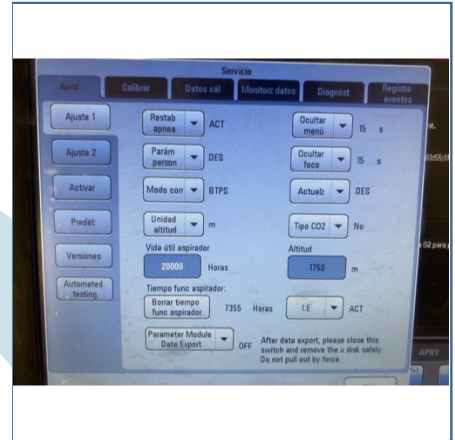 Servicio
Ajust
Calibrar
Datos cál
Monitorz datos
Diagnóst
Registro
eventos
Ajuste 1
Restab
apnea
ACT
Ocultar
menú
15 s
Ajuste 2
Parám
person
DES
Ocultar
foco
15 s
Activar
Modo corr
BTPS
Actualz
DES
Predet
Unidad
altitud
m
Tipo CO2
No
Versiones
Vida útil aspirador
20000
Horas
Altitud
1750
m
Automated
testing
Tiempo func aspirador:
Borrar tiempo
func aspirador
7355 Horas
I:E
ACT
Parameter Module
Data Export
OFF
After data export, please close this
switch and remove the u disk safely.
Do not pull out by force.
APRV